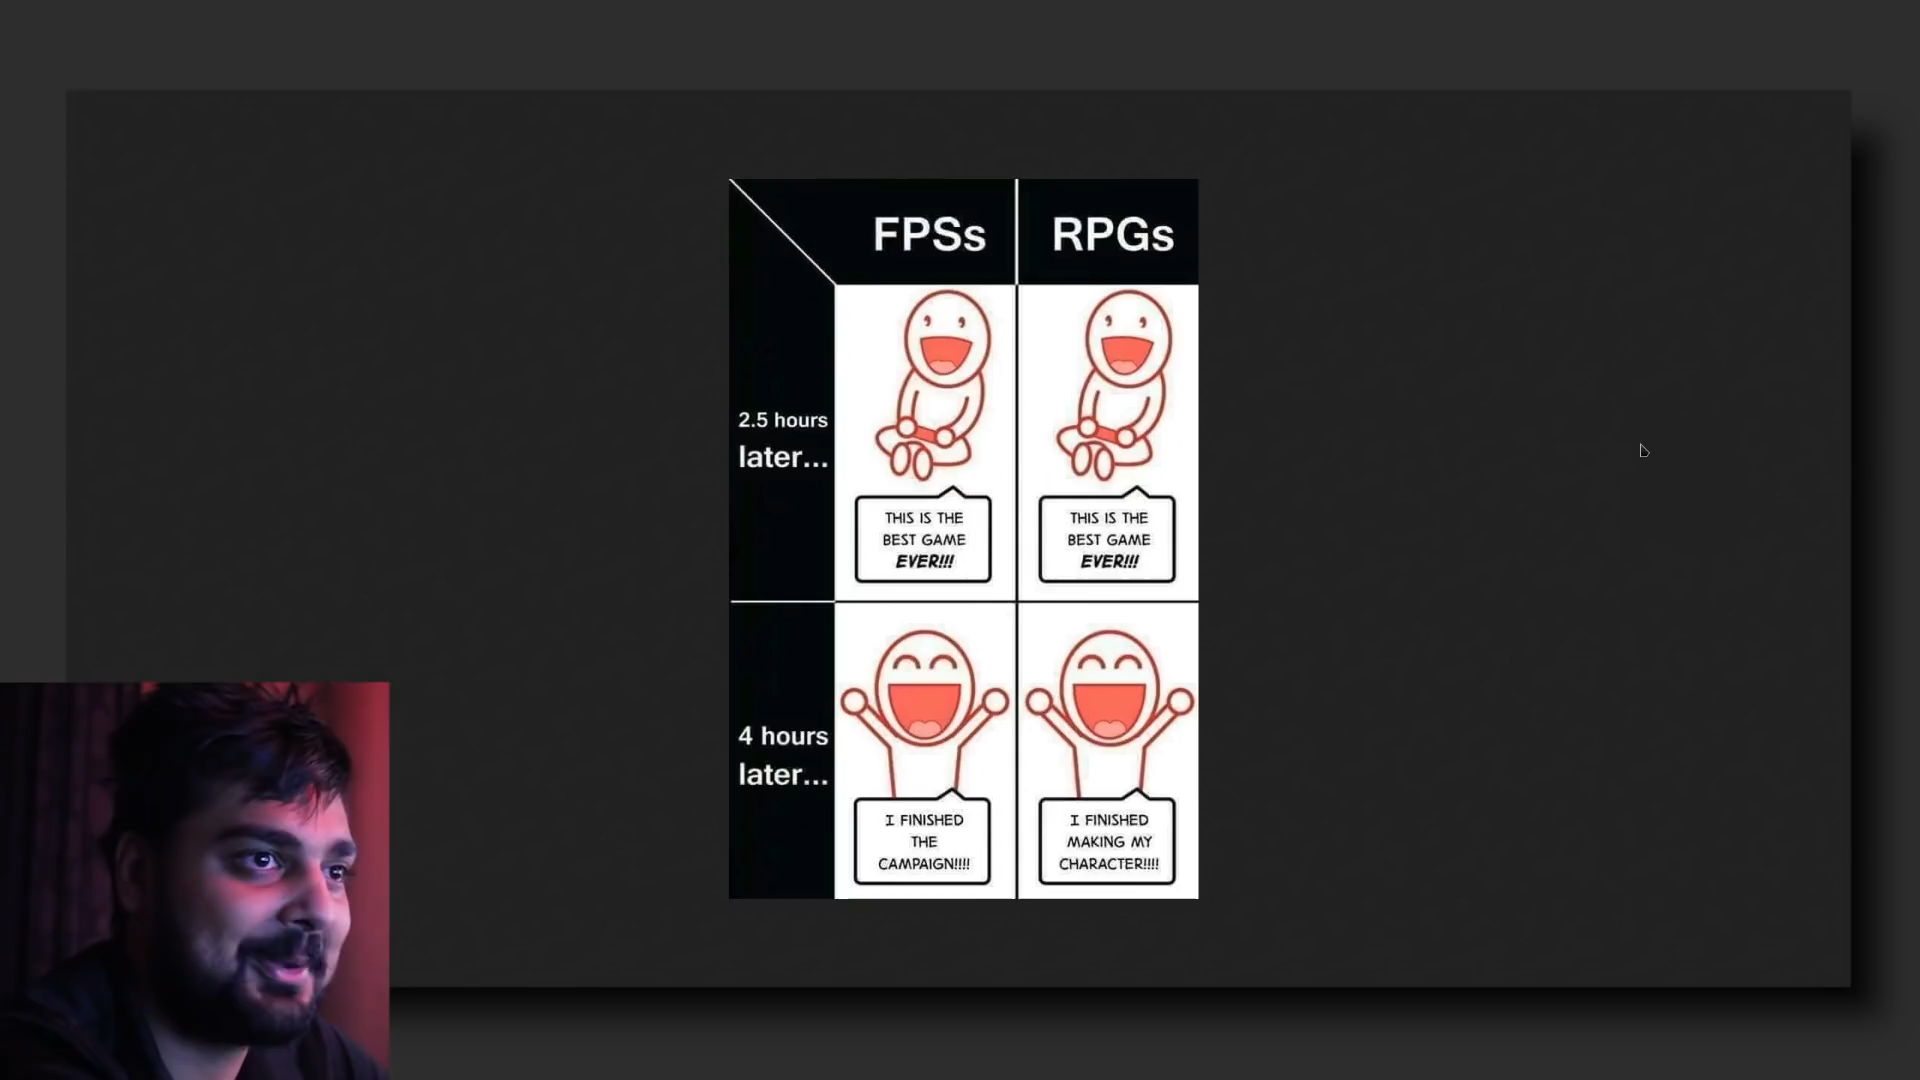 FPSs
RPGs
2.5 hours
later...
THIS IS THE
BEST GAME
EVER!!!
THIS IS THE
BEST GAME
EVER!!!
4 hours
later...
I FINISHED
THE
CAMPAIGN!!!!
I FINISHED
MAKING MY
CHARACTER!!!!